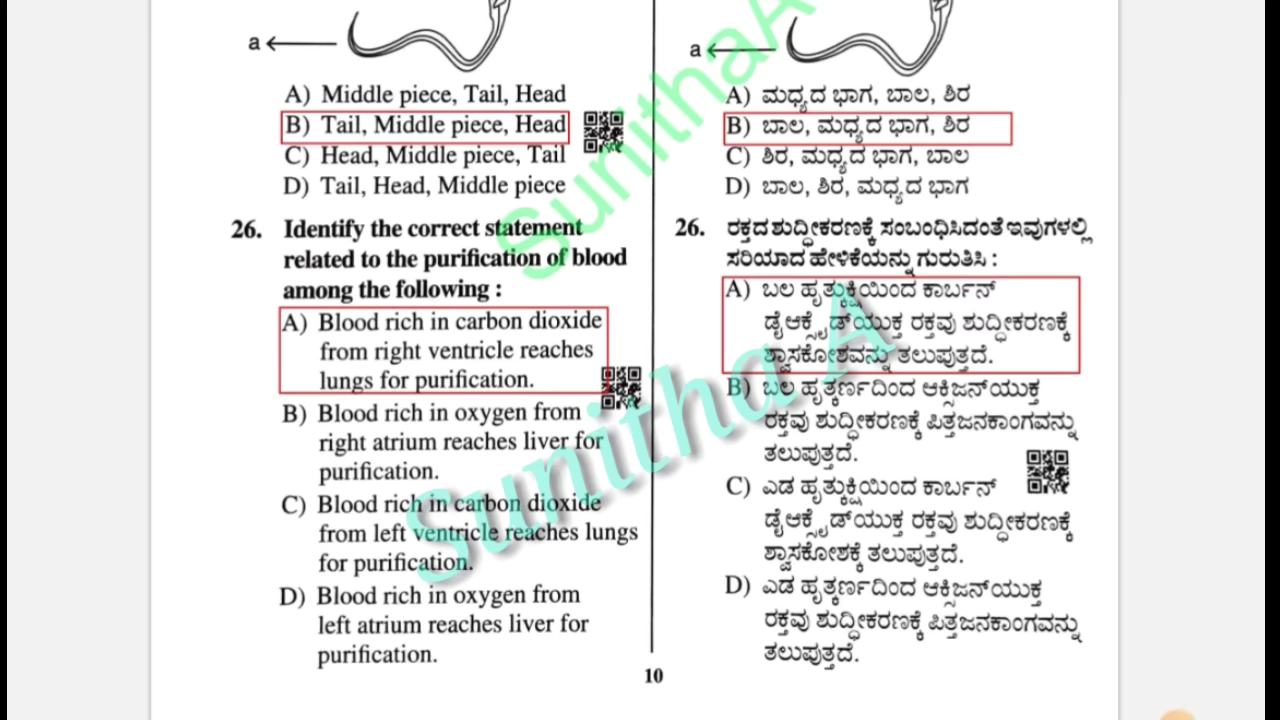 a
A) Middle piece, Tail, Head
B) Tail, Middle piece, Head
C) Head, Middle piece, Tail
D) Tail, Head, Middle piece
26. Identify the correct statement
related to the purification of blood
among the following :
A) Blood rich in carbon dioxide
from right ventricle reaches
lungs for purification.
B) Blood rich in oxygen from
right atrium reaches liver for
purification.
C) Blood rich in carbon dioxide
from left ventricle reaches lungs
for purification.
D) Blood rich in oxygen from
left atrium reaches liver for
purification.
a
A) ಮಧ್ಯದ ಭಾಗ, ಬಾಲ, ಶಿರ
B) ಬಾಲ, ಮಧ್ಯದ ಭಾಗ, ಶಿರ
C) ಶಿರ, ಮಧ್ಯದ ಭಾಗ, ಬಾಲ
D) ಬಾಲ, ಶಿರ, ಮಧ್ಯದ ಭಾಗ
26. ರಕ್ತದ ಶುದ್ಧೀಕರಣಕ್ಕೆ ಸಂಬಂಧಿಸಿದಂತೆ ಇವುಗಳಲ್ಲಿ
ಸರಿಯಾದ ಹೇಳಿಕೆಯನ್ನು ಗುರುತಿಸಿ :
A) ಬಲ ಹೃತ್ಕುಕ್ಷಿಯಿಂದ ಕಾರ್ಬನ್
ಡೈಆಕ್ಸೈಡ್‌ಯುಕ್ತ ರಕ್ತವು ಶುದ್ಧೀಕರಣಕ್ಕೆ
ಶ್ವಾಸಕೋಶವನ್ನು ತಲುಪುತ್ತದೆ.
B) ಬಲ ಹೃತ್ಕರ್ಣದಿಂದ ಆಕ್ಸಿಜನ್‌ಯುಕ್ತ
ರಕ್ತವು ಶುದ್ಧೀಕರಣಕ್ಕೆ ಪಿತ್ತಜನಕಾಂಗವನ್ನು
ತಲುಪುತ್ತದೆ.
C) ಎಡ ಹೃತ್ಕುಕ್ಷಿಯಿಂದ ಕಾರ್ಬನ್
ಡೈಆಕ್ಸೈಡ್‌ಯುಕ್ತ ರಕ್ತವು ಶುದ್ಧೀಕರಣಕ್ಕೆ
ಶ್ವಾಸಕೋಶಕ್ಕೆ ತಲುಪುತ್ತದೆ.
D) ಎಡ ಹೃತ್ಕರ್ಣದಿಂದ ಆಕ್ಸಿಜನ್‌ಯುಕ್ತ
ರಕ್ತವು ಶುದ್ಧೀಕರಣಕ್ಕೆ ಪಿತ್ತಜನಕಾಂಗವನ್ನು
ತಲುಪುತ್ತದೆ.
10
SunithaA
Sunitha A